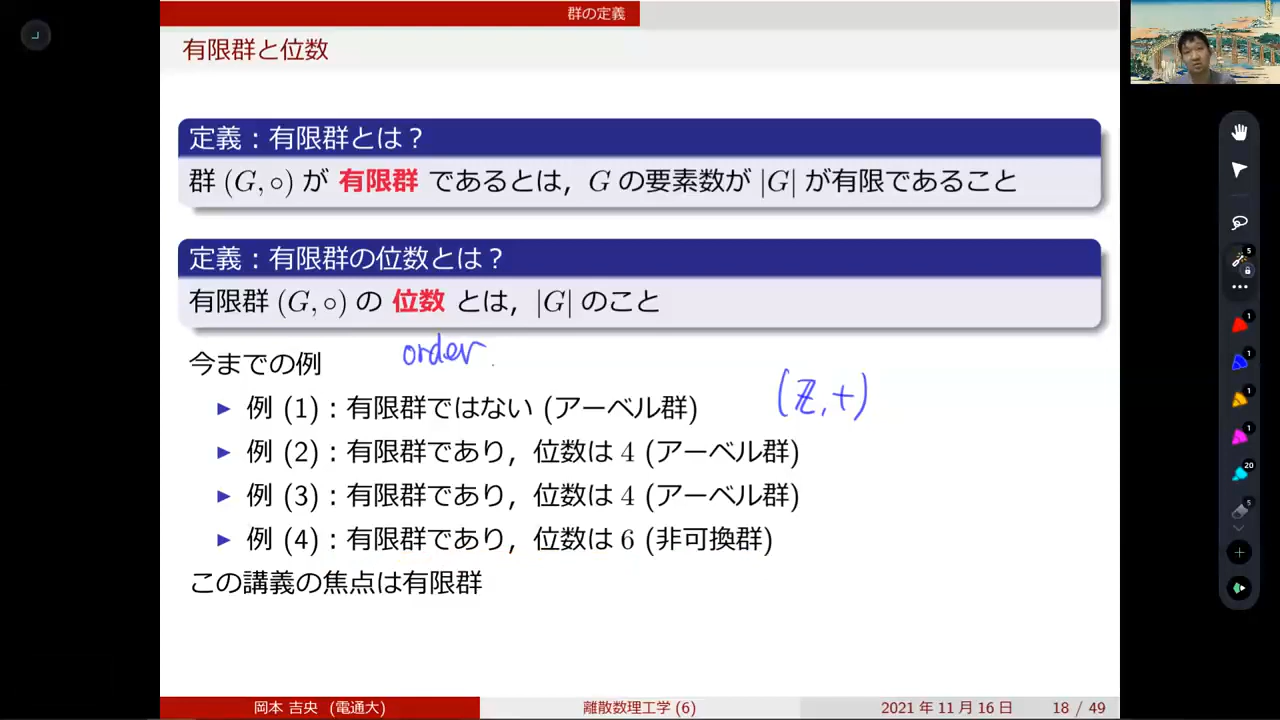 群の定義
有限群と位数
定義：有限群とは？
群 (G, ∘) が 有限群 であるとは，G の要素数が |G| が有限であること
定義：有限群の位数とは？
有限群 (G, ∘) の 位数 とは，|G| のこと
order
今までの例
(ℤ, +)
▶ 例 (1)：有限群ではない (アーベル群)
▶ 例 (2)：有限群であり，位数は 4 (アーベル群)
▶ 例 (3)：有限群であり，位数は 4 (アーベル群)
▶ 例 (4)：有限群であり，位数は 6 (非可換群)
この講義の焦点は有限群
岡本 吉央 (電通大)
離散数理工学 (6)
2021 年 11 月 16 日
18 / 49
5
1
1
1
1
20
5